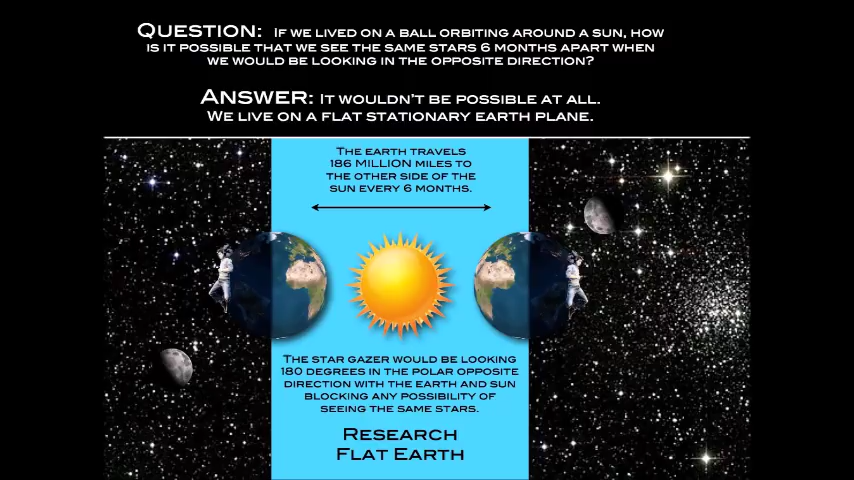 QUESTION: IF WE LIVED ON A BALL ORBITING AROUND A SUN, HOW
IS IT POSSIBLE THAT WE SEE THE SAME STARS 6 MONTHS APART WHEN
WE WOULD BE LOOKING IN THE OPPOSITE DIRECTION?
ANSWER: IT WOULDN'T BE POSSIBLE AT ALL.
WE LIVE ON A FLAT STATIONARY EARTH PLANE.
THE EARTH TRAVELS
186 MILLION MILES TO
THE OTHER SIDE OF THE
SUN EVERY 6 MONTHS.
THE STAR GAZER WOULD BE LOOKING
180 DEGREES IN THE POLAR OPPOSITE
DIRECTION WITH THE EARTH AND SUN
BLOCKING ANY POSSIBILITY OF
SEEING THE SAME STARS.
RESEARCH
FLAT EARTH